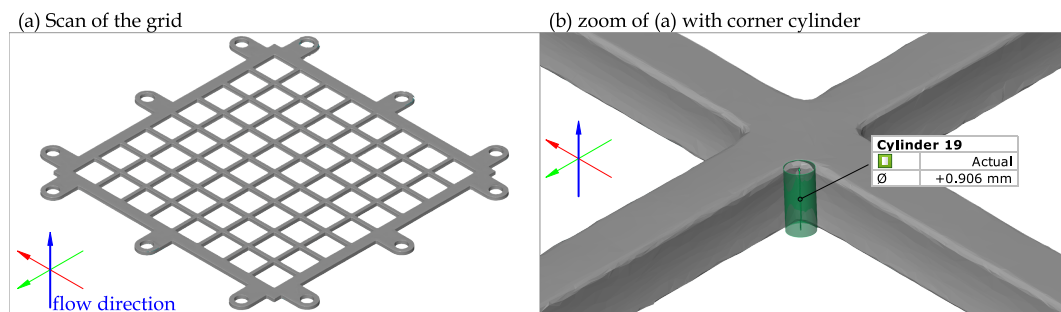 (a) Scan of the grid
(b) zoom of (a) with corner cylinder
flow direction
Cylinder 19
Actual
Ø +0.906 mm